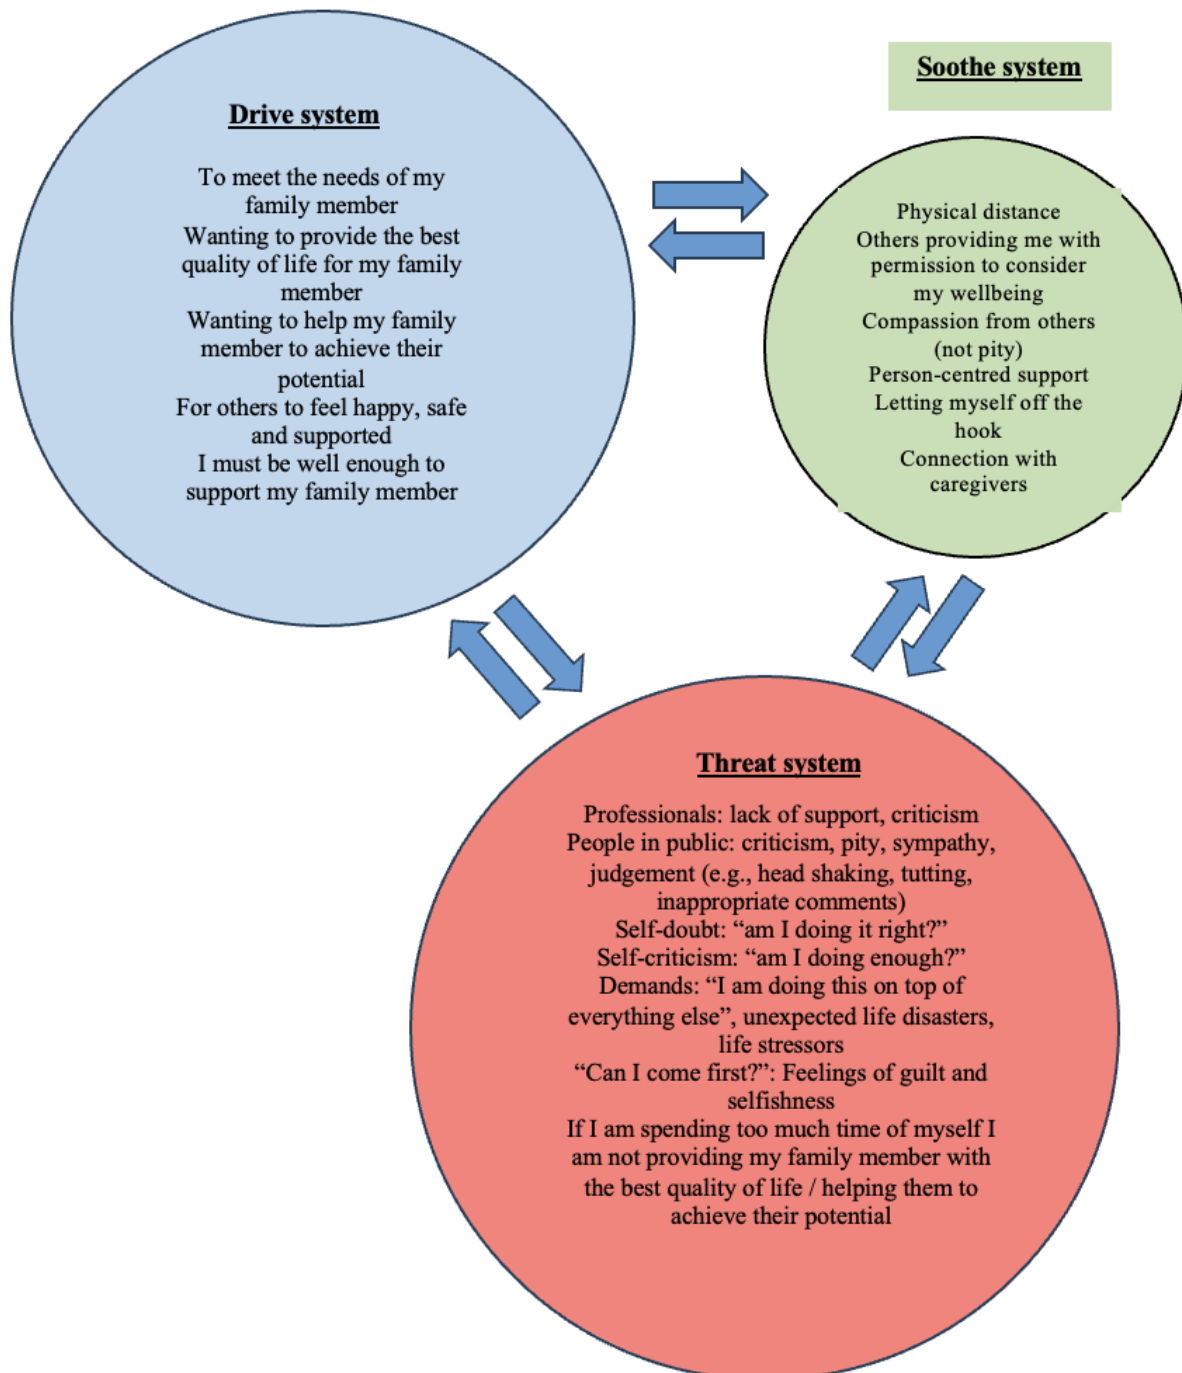 Drive system
To meet the needs of my
family member
Wanting to provide the best
quality of life for my family
member
Wanting to help my family
member to achieve their
potential
For others to feel happy, safe
and supported
I must be well enough to
support my family member
Soothe system
Physical distance
Others providing me with
permission to consider
my wellbeing
Compassion from others
(not pity)
Person-centred support
Letting myself off the
hook
Connection with
caregivers
Threat system
Professionals: lack of support, criticism
People in public: criticism, pity, sympathy,
judgement (e.g., head shaking, tutting,
inappropriate comments)
Self-doubt: “am I doing it right?”
Self-criticism: “am I doing enough?”
Demands: “I am doing this on top of
everything else”, unexpected life disasters,
life stressors
“Can I come first?”: Feelings of guilt and
selfishness
If I am spending too much time of myself I
am not providing my family member with
the best quality of life / helping them to
achieve their potential